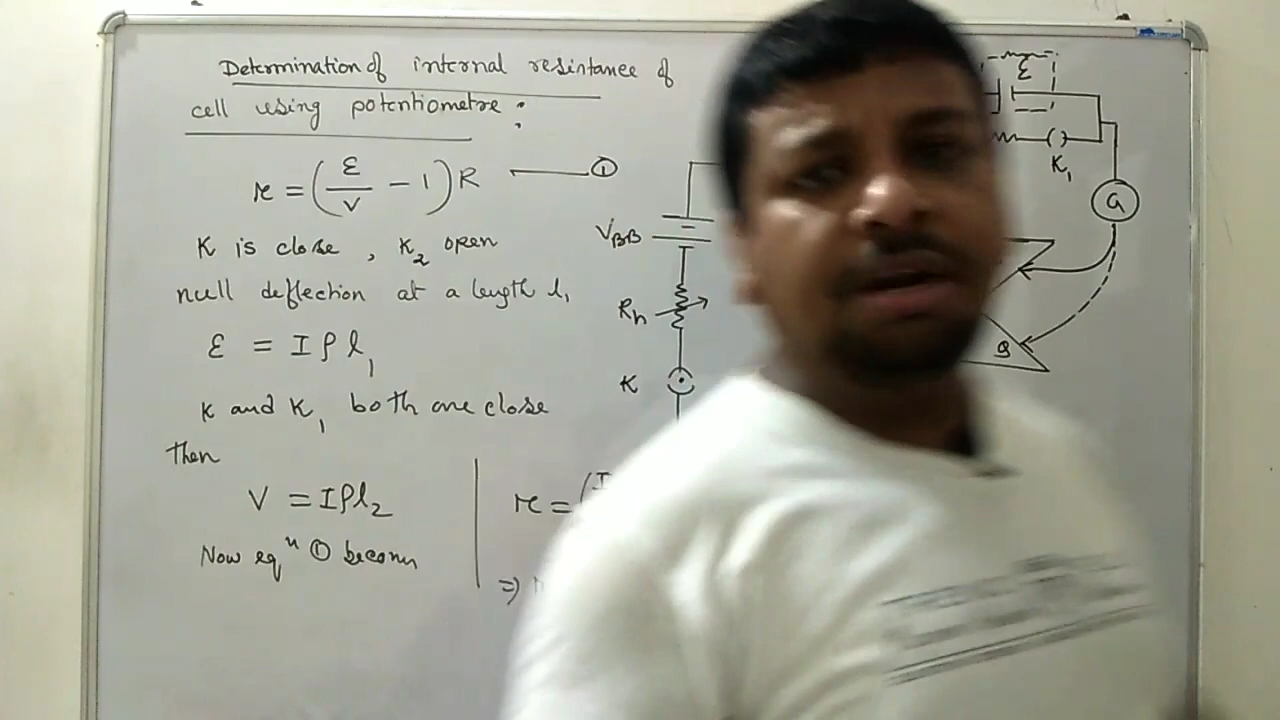 Determination of internal resistance of
cell using potentiometre :
r = (ε/V - 1) R —— ①
K is close , K₂ open
null deflection at a length l₁
ε = Iρl₁
K and K₁ both are close
then
V = Iρl₂
Now eqⁿ ① becom
r = (I
⇒)
V_BB
Rh
K
ε
K₁
G
B